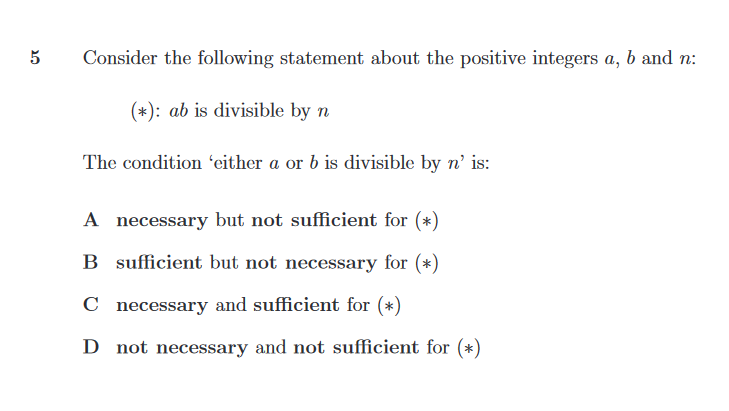 5 Consider the following statement about the positive integers a, b and n:
(∗): ab is divisible by n
The condition ‘either a or b is divisible by n’ is:
A necessary but not sufficient for (∗)
B sufficient but not necessary for (∗)
C necessary and sufficient for (∗)
D not necessary and not sufficient for (∗)